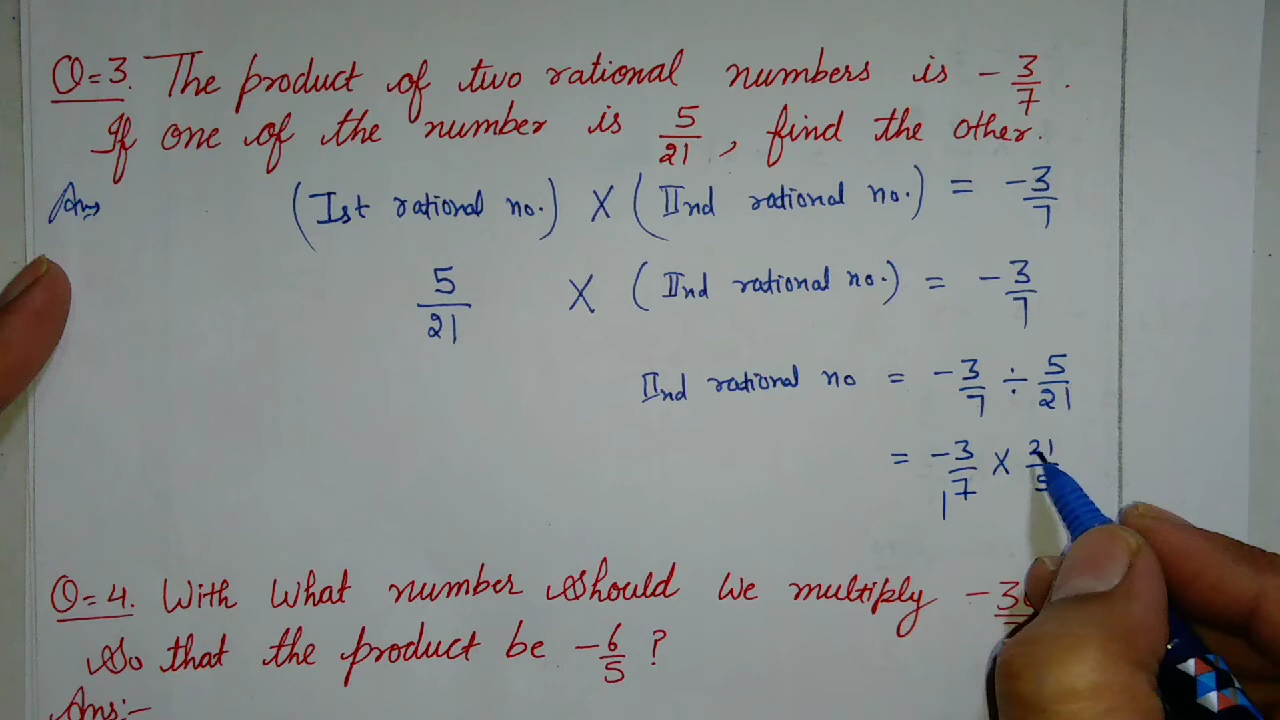 Q=3. The product of two rational numbers is -3/7.
If one of the number is 5/21, find the other.
Ans (Ist rational no.) X (IInd rational no.) = -3/7
5/21 X (IInd rational no.) = -3/7
IInd rational no = -3/7 ÷ 5/21
= -3/7 X 21/5
1
Q=4. With what number should we multiply
so that the product be -6/5?
Ans:-